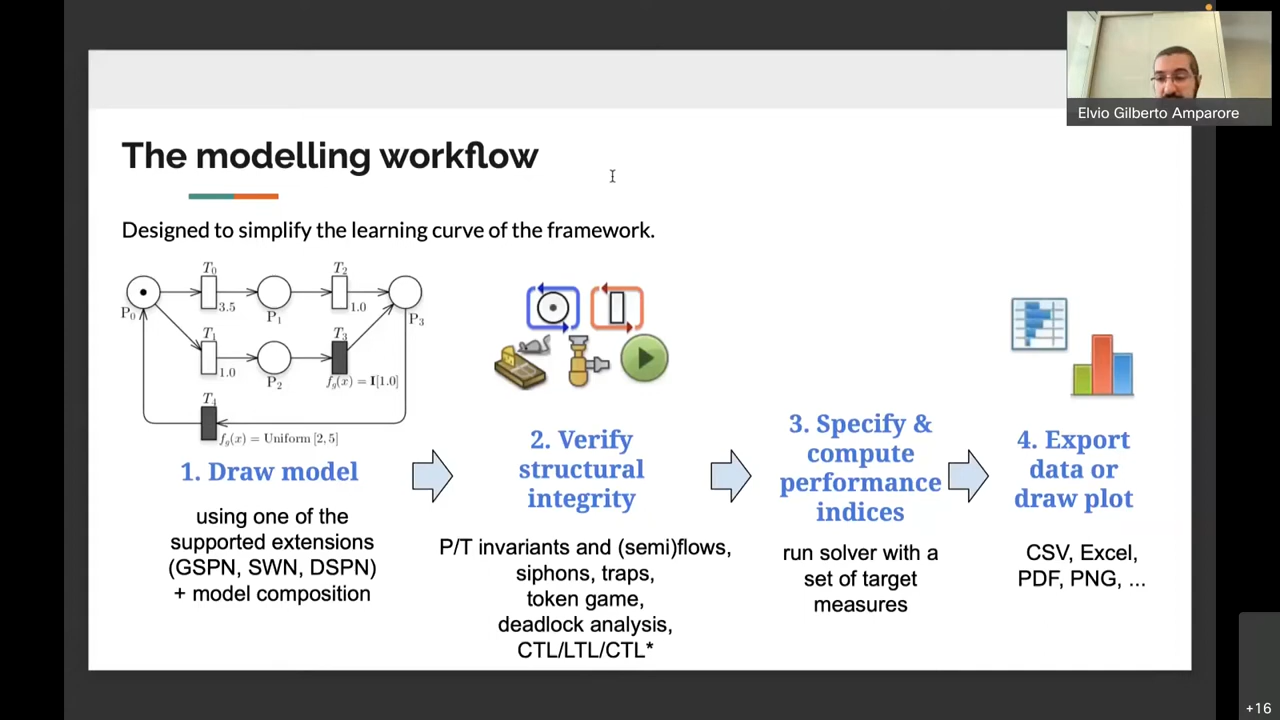 Elvio Gilberto Amparore
The modelling workflow
Designed to simplify the learning curve of the framework.
T₀
T₂
P₀
3.5
P₁
1.0
P₃
T₁
T₃
1.0
P₂
f_g(x) = I[1.0]
T₄
f_g(x) = Uniform [2, 5]
1. Draw model
using one of the
supported extensions
(GSPN, SWN, DSPN)
+ model composition
2. Verify
structural
integrity
P/T invariants and (semi)flows,
siphons, traps,
token game,
deadlock analysis,
CTL/LTL/CTL*
3. Specify &
compute
performance
indices
run solver with a
set of target
measures
4. Export
data or
draw plot
CSV, Excel,
PDF, PNG, ...
+16